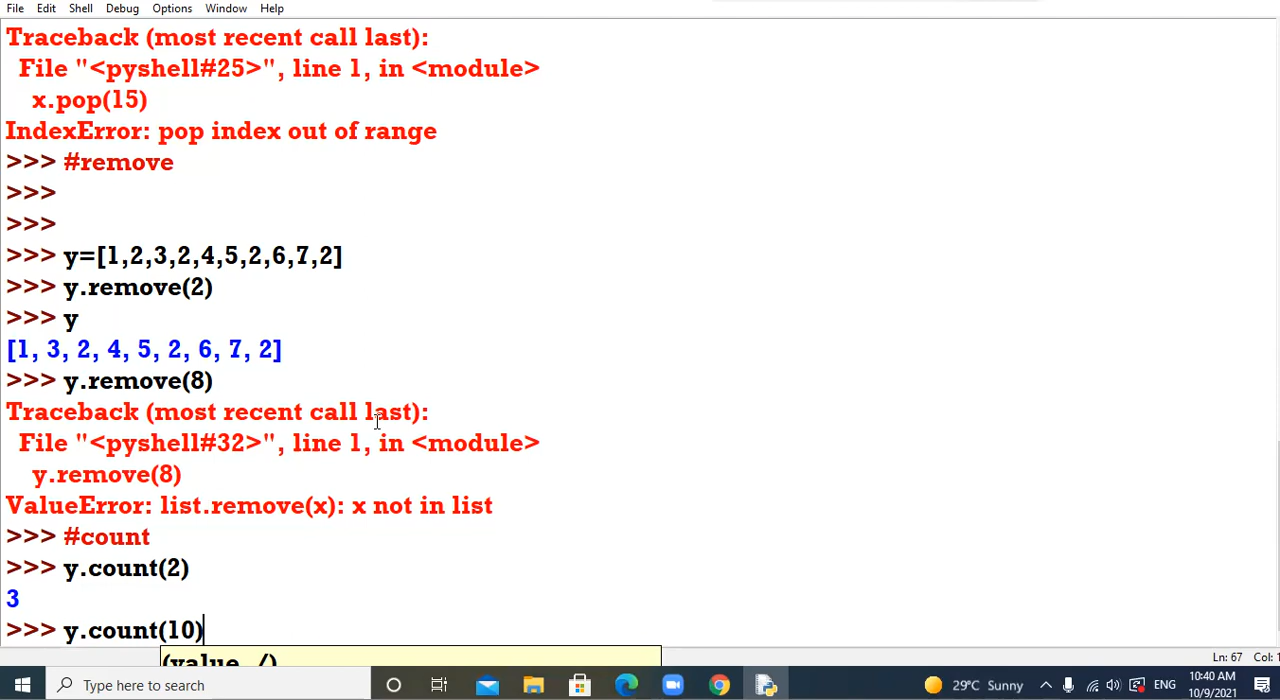 File Edit Shell Debug Options Window Help
Traceback (most recent call last):
File "<pyshell#25>", line 1, in <module>
x.pop(15)
IndexError: pop index out of range
>>> #remove
>>>
>>>
>>> y=[1,2,3,2,4,5,2,6,7,2]
>>> y.remove(2)
>>> y
[1, 3, 2, 4, 5, 2, 6, 7, 2]
>>> y.remove(8)
Traceback (most recent call last):
File "<pyshell#32>", line 1, in <module>
y.remove(8)
ValueError: list.remove(x): x not in list
>>> #count
>>> y.count(2)
3
>>> y.count(10)
(value, /)
Ln: 67 Col: 1
Type here to search
29°C Sunny
ENG
10:40 AM
10/9/2021